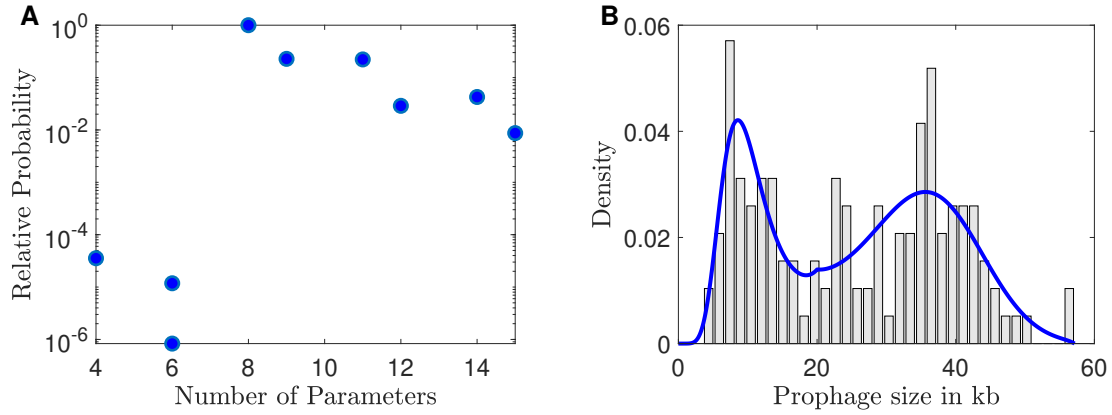 A
10^0
10^-2
10^-4
10^-6
Relative Probability
4 6 8 10 12 14
Number of Parameters
B
0.06
0.04
0.02
0
Density
0 20 40 60
Prophage size in kb